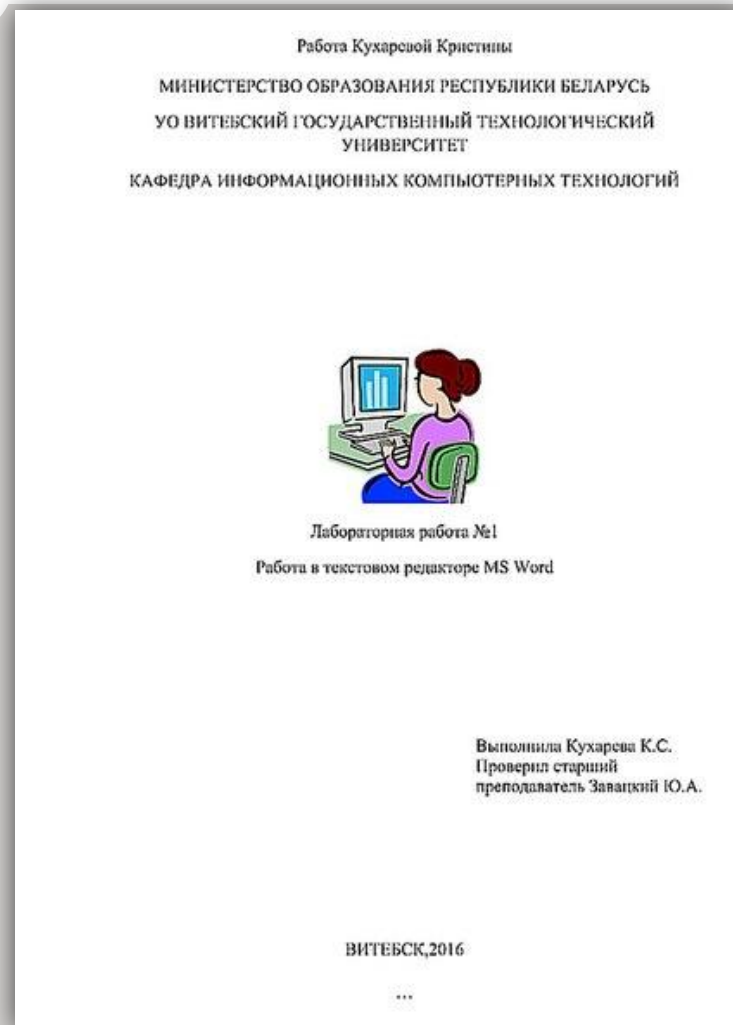 Работа Кухаревой Кристины
МИНИСТЕРСТВО ОБРАЗОВАНИЯ РЕСПУБЛИКИ БЕЛАРУСЬ
УО ВИТЕБСКИЙ ГОСУДАРСТВЕННЫЙ ТЕХНОЛОГИЧЕСКИЙ
УНИВЕРСИТЕТ
КАФЕДРА ИНФОРМАЦИОННЫХ КОМПЬЮТЕРНЫХ ТЕХНОЛОГИЙ
Лабораторная работа №1
Работа в текстовом редакторе MS Word
Выполнила Кухарева К.С.
Проверил старший
преподаватель Завацкий Ю.А.
ВИТЕБСК,2016
...